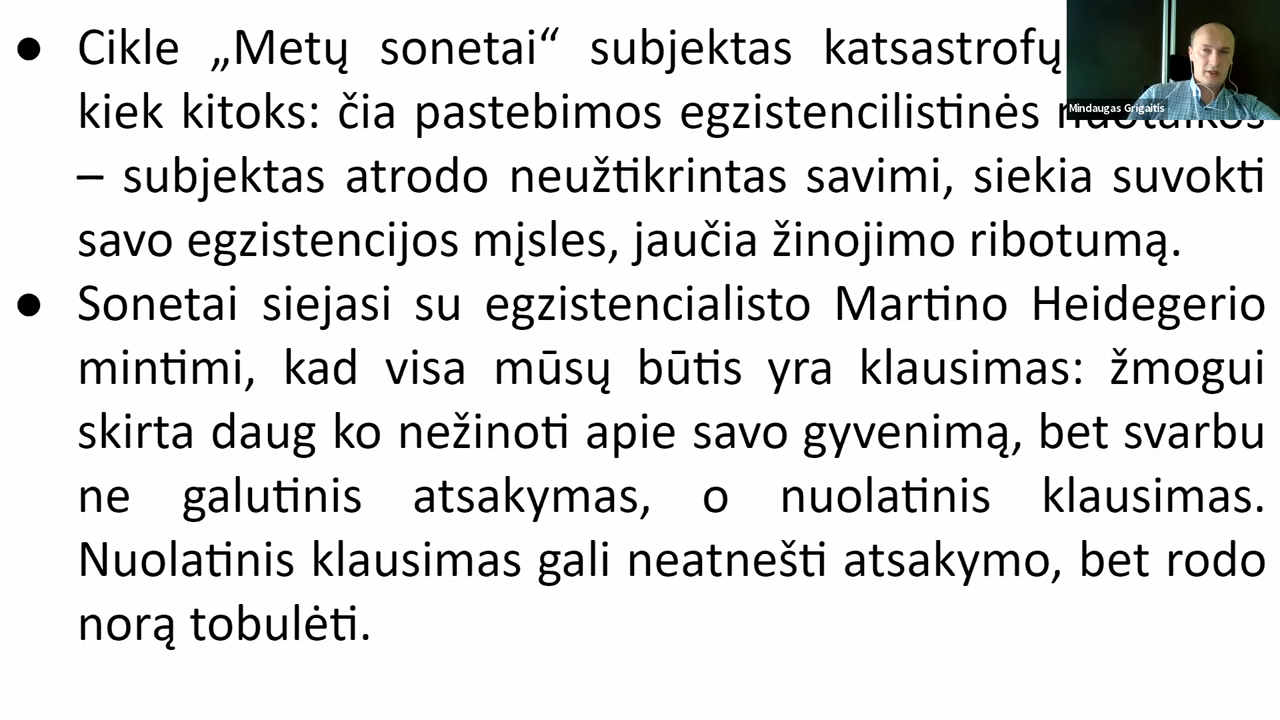 ● Cikle „Metų sonetai“ subjektas katsastrofų
kiek kitoks: čia pastebimos egzistencilistinės nuotaikos
– subjektas atrodo neužtikrintas savimi, siekia suvokti
savo egzistencijos mįsles, jaučia žinojimo ribotumą.
● Sonetai siejasi su egzistencialisto Martino Heidegerio
mintimi, kad visa mūsų būtis yra klausimas: žmogui
skirta daug ko nežinoti apie savo gyvenimą, bet svarbu
ne galutinis atsakymas, o nuolatinis klausimas.
Nuolatinis klausimas gali neatnešti atsakymo, bet rodo
norą tobulėti.
Mindaugas Grigaitis